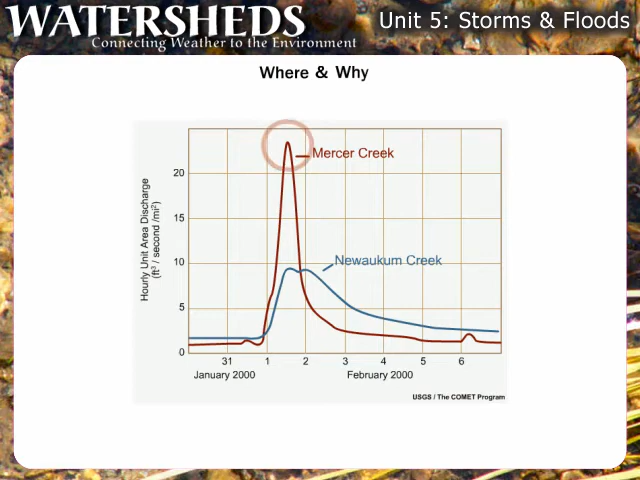 WATERSHEDS
Connecting Weather to the Environment
Unit 5: Storms & Floods
Where & Why
Mercer Creek
Newaukum Creek
Hourly Unit Area Discharge
(ft³ / second /mi²)
20
15
10
5
0
31 1 2 3 4 5 6
January 2000 February 2000
USGS / The COMET Program